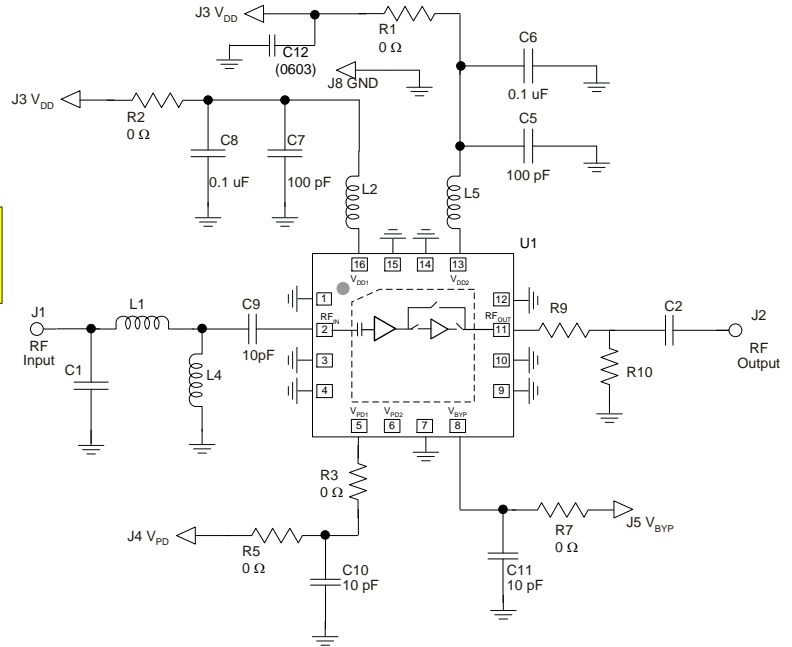 J3 VDD
R1
0 Ω
C12
(0603)
J8 GND
C6
0.1 uF
J3 VDD
R2
0 Ω
C8
0.1 uF
C7
100 pF
C5
100 pF
L2
L5
U1
16
15
14
13
VDD1
VDD2
1
12
J1
RF
Input
L1
C9
10pF
2
RFIN
RFOUT
11
R9
C2
J2
RF
Output
C1
L4
3
10
R10
4
9
VPD1
VPD2
VBYP
5
6
7
8
R3
0 Ω
J4 VPD
R5
0 Ω
C10
10 pF
C11
10 pF
R7
0 Ω
J5 VBYP